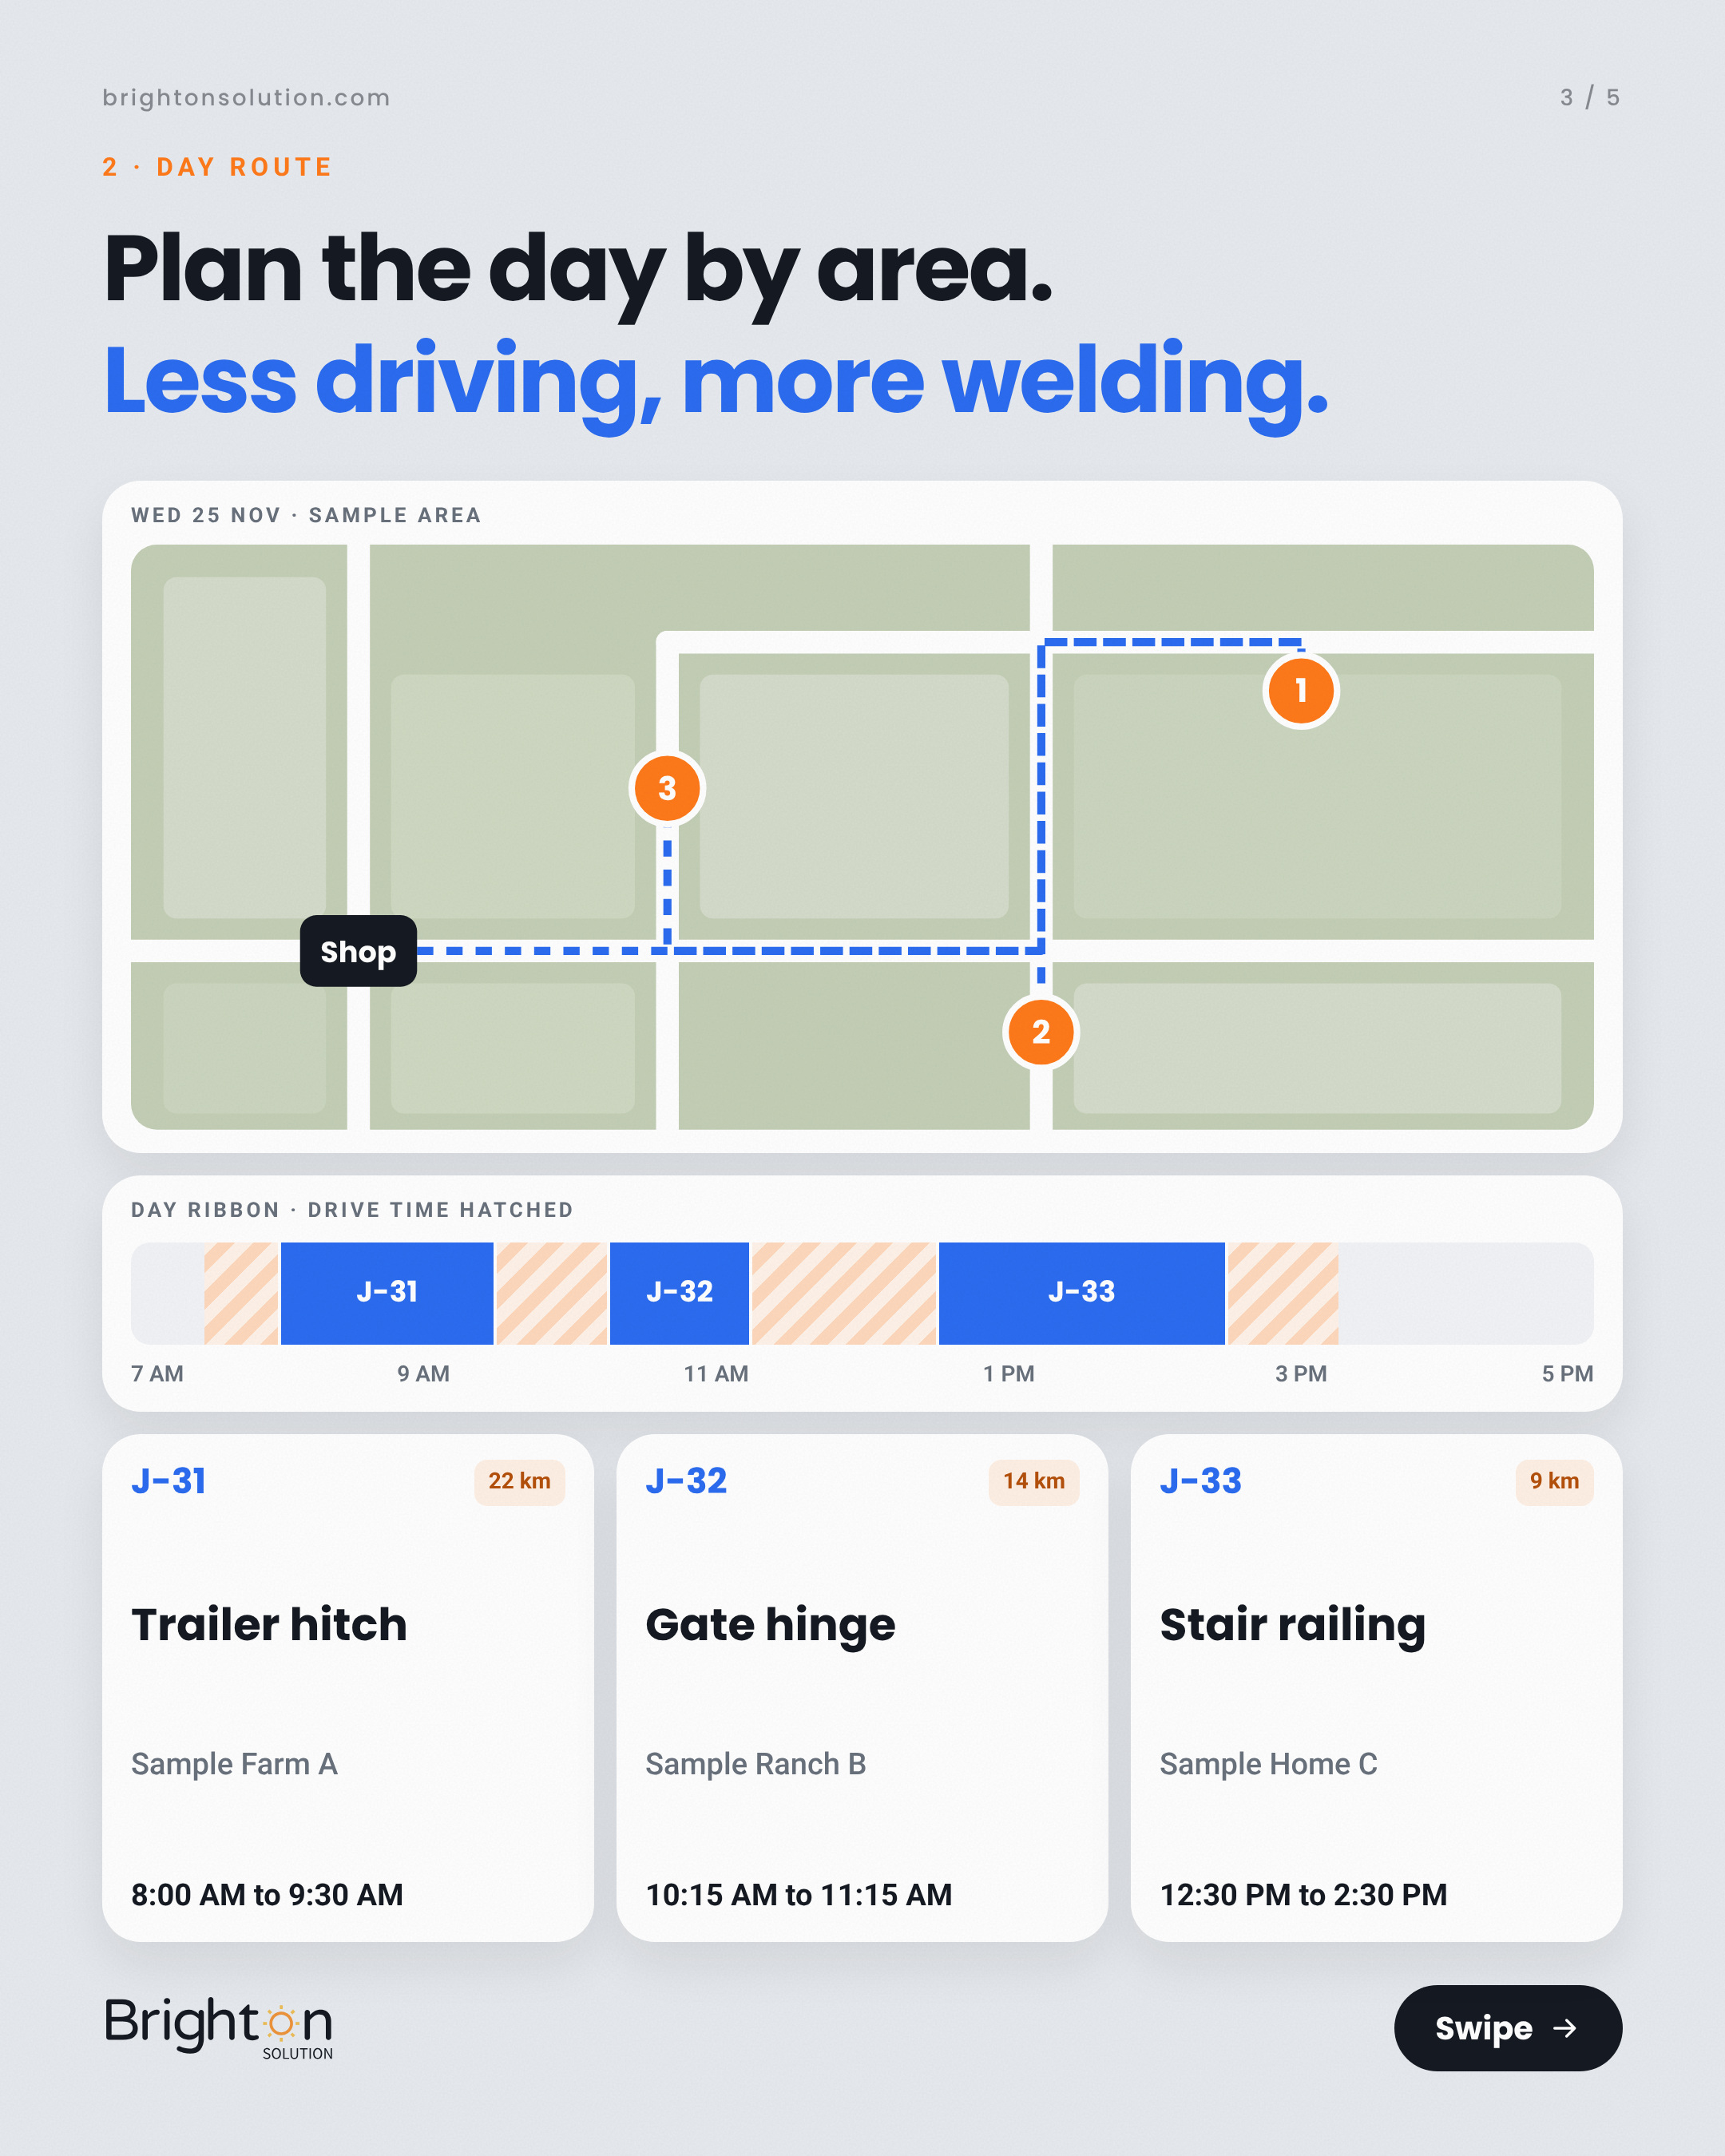 brightonsolution.com
3 / 5
2 · DAY ROUTE
Plan the day by area.
Less driving, more welding.
WED 25 NOV · SAMPLE AREA
1
3
Shop
2
DAY RIBBON · DRIVE TIME HATCHED
J-31
J-32
J-33
7 AM
9 AM
11 AM
1 PM
3 PM
5 PM
J-31
22 km
Trailer hitch
Sample Farm A
8:00 AM to 9:30 AM
J-32
14 km
Gate hinge
Sample Ranch B
10:15 AM to 11:15 AM
J-33
9 km
Stair railing
Sample Home C
12:30 PM to 2:30 PM
Brighton
SOLUTION
Swipe →